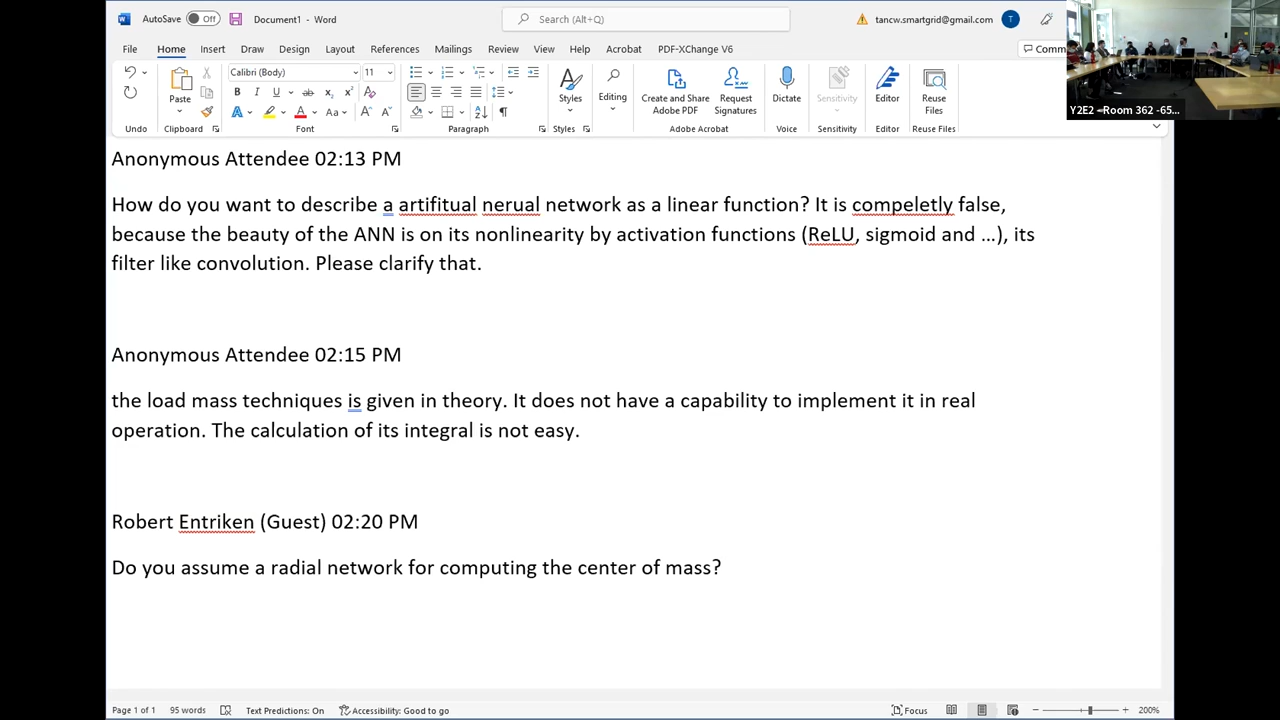 AutoSave Off Document1 - Word Search (Alt+Q) tancw.smartgrid@gmail.com T
File Home Insert Draw Design Layout References Mailings Review View Help Acrobat PDF-XChange V6 Comm
Calibri (Body) 11
Paste Styles Editing Create and Share Request Dictate Sensitivity Editor Reuse
Adobe PDF Signatures Files
Undo Clipboard Font Paragraph Styles Adobe Acrobat Voice Sensitivity Editor Reuse Files
Y2E2 –Room 362 -65...
Anonymous Attendee 02:13 PM
How do you want to describe a artifitual nerual network as a linear function? It is compeletly false,
because the beauty of the ANN is on its nonlinearity by activation functions (ReLU, sigmoid and ...), its
filter like convolution. Please clarify that.
Anonymous Attendee 02:15 PM
the load mass techniques is given in theory. It does not have a capability to implement it in real
operation. The calculation of its integral is not easy.
Robert Entriken (Guest) 02:20 PM
Do you assume a radial network for computing the center of mass?
Page 1 of 1 95 words Text Predictions: On Accessibility: Good to go Focus 200%